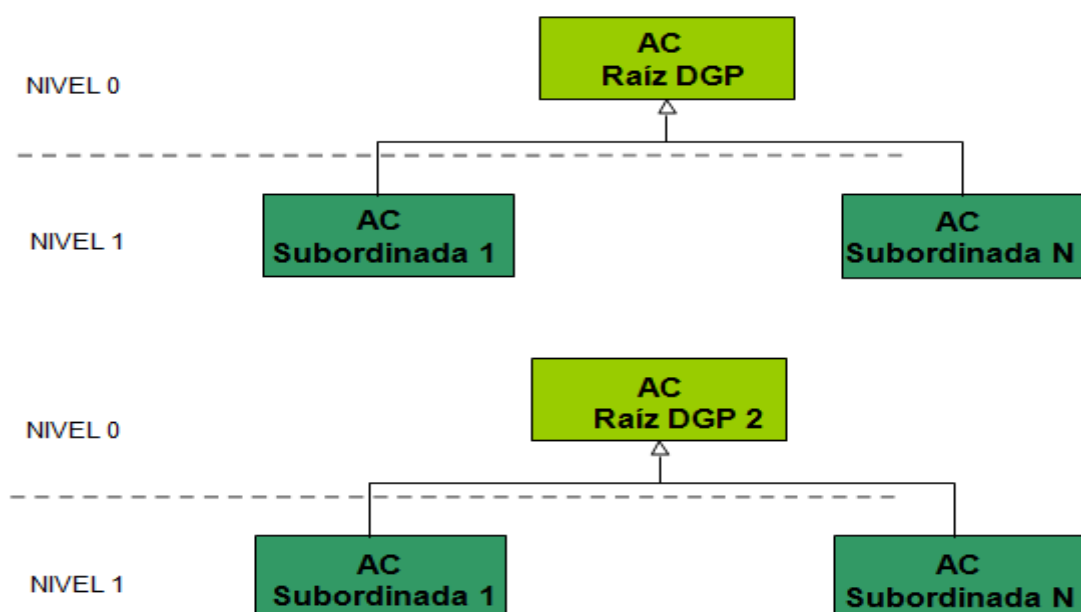 AC
Raíz DGP
NIVEL 0
AC
Subordinada 1
AC
Subordinada N
NIVEL 1
AC
Raíz DGP 2
NIVEL 0
AC
Subordinada 1
AC
Subordinada N
NIVEL 1